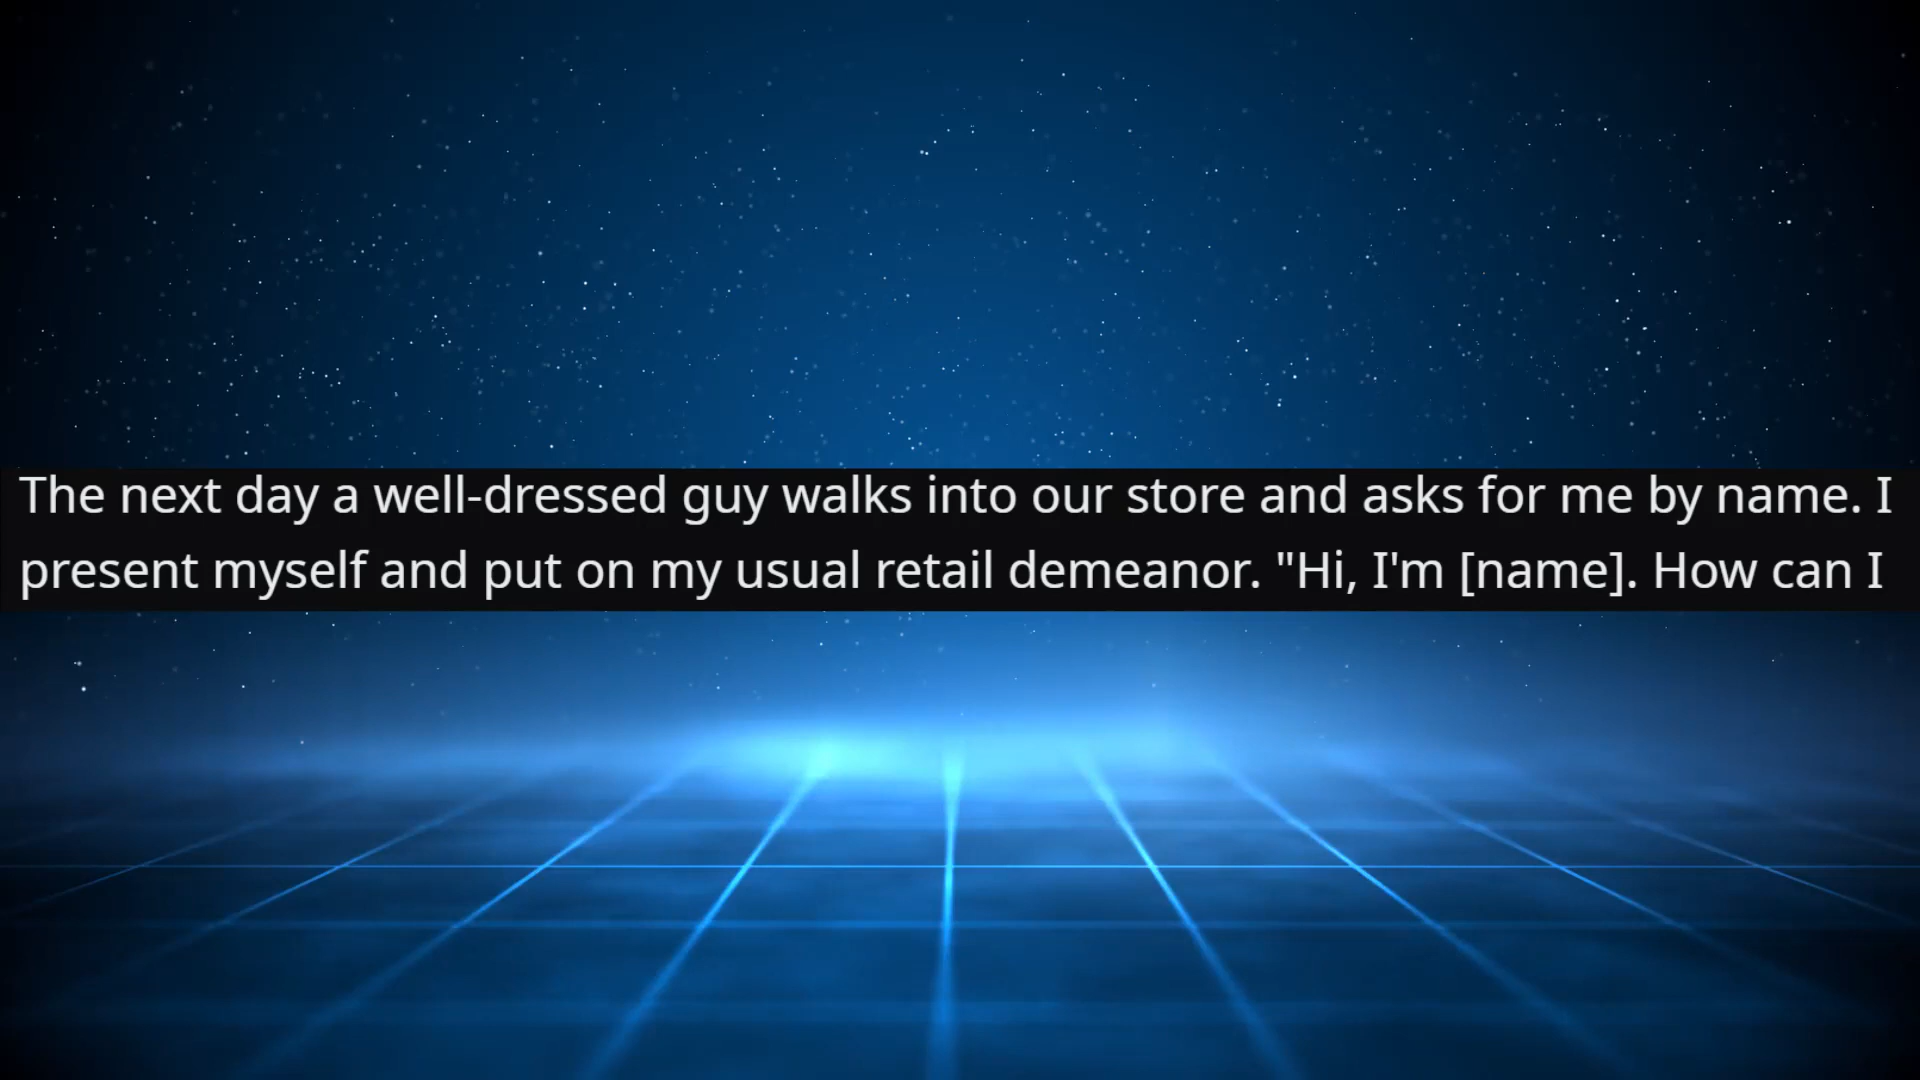 The next day a well-dressed guy walks into our store and asks for me by name. I
present myself and put on my usual retail demeanor. "Hi, I'm [name]. How can I